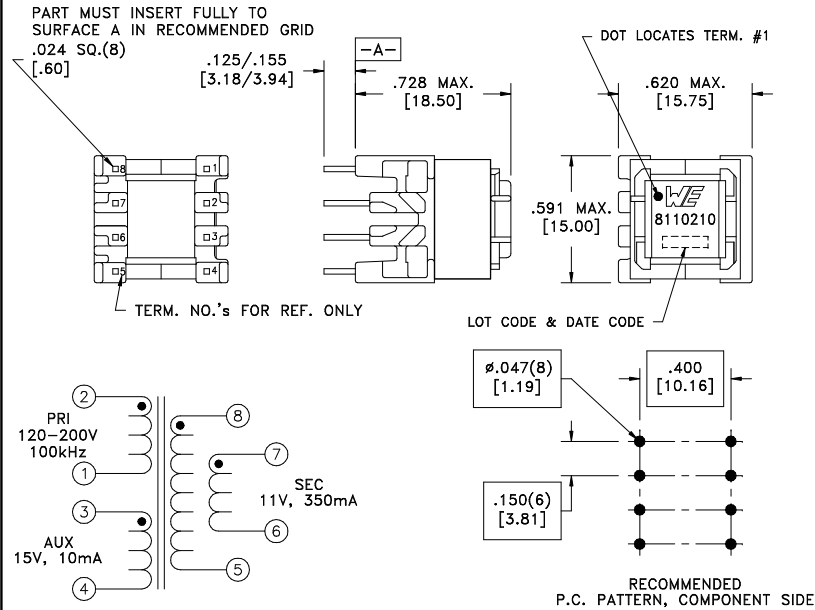 PART MUST INSERT FULLY TO
SURFACE A IN RECOMMENDED GRID
.024 SQ.(8)
[.60]
.125/.155
[3.18/3.94]
-A-
.728 MAX.
[18.50]
DOT LOCATES TERM. #1
.620 MAX.
[15.75]
8
1
7
2
6
3
5
4
TERM. NO.'s FOR REF. ONLY
.591 MAX.
[15.00]
WE
8110210
LOT CODE & DATE CODE
2
PRI
120-200V
100kHz
1
3
AUX
15V, 10mA
4
8
7
SEC
11V, 350mA
6
5
ø.047(8)
[1.19]
.400
[10.16]
.150(6)
[3.81]
RECOMMENDED
P.C. PATTERN, COMPONENT SIDE